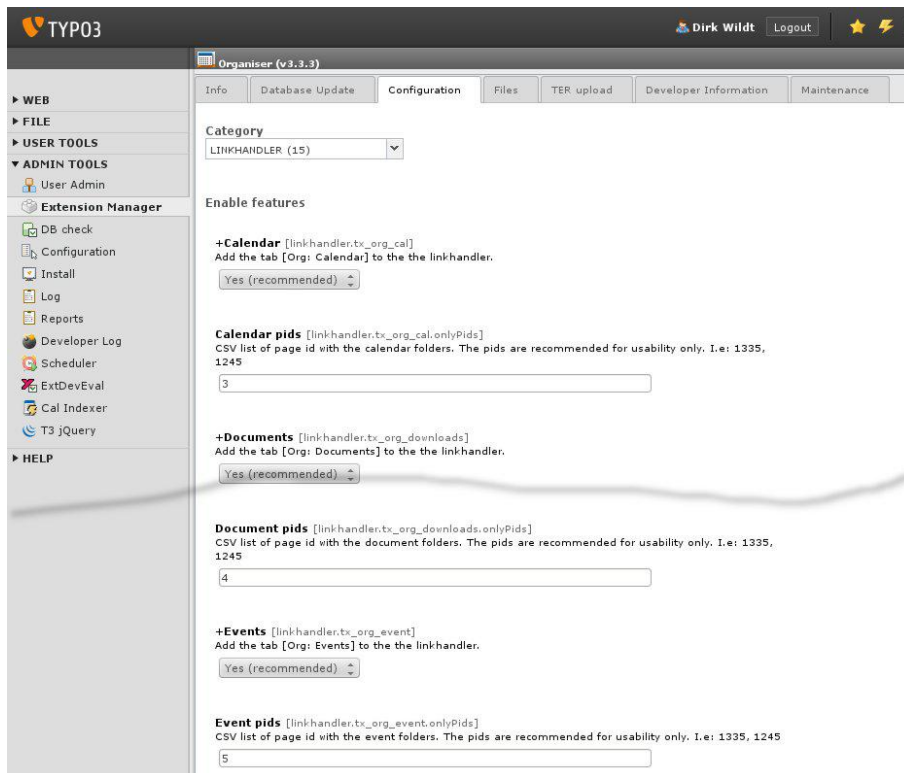 TYPO3
Dirk Wildt
Logout
Organiser (v3.3.3)
Info
Database Update
Configuration
Files
TER upload
Developer Information
Maintenance
WEB
FILE
USER TOOLS
ADMIN TOOLS
User Admin
Extension Manager
DB check
Configuration
Install
Log
Reports
Developer Log
Scheduler
ExtDevEval
Cal Indexer
T3 jQuery
HELP
Category
LINKHANDLER (15)
Enable features
+Calendar [linkhandler.tx_org_cal]
Add the tab [Org: Calendar] to the the linkhandler.
Yes (recommended)
Calendar pids [linkhandler.tx_org_cal.onlyPids]
CSV list of page id with the calendar folders. The pids are recommended for usability only. I.e: 1335,
1245
3
+Documents [linkhandler.tx_org_downloads]
Add the tab [Org: Documents] to the the linkhandler.
Yes (recommended)
Document pids [linkhandler.tx_org_downloads.onlyPids]
CSV list of page id with the document folders. The pids are recommended for usability only. I.e: 1335,
1245
4
+Events [linkhandler.tx_org_event]
Add the tab [Org: Events] to the the linkhandler.
Yes (recommended)
Event pids [linkhandler.tx_org_event.onlyPids]
CSV list of page id with the event folders. The pids are recommended for usability only. I.e: 1335, 1245
5